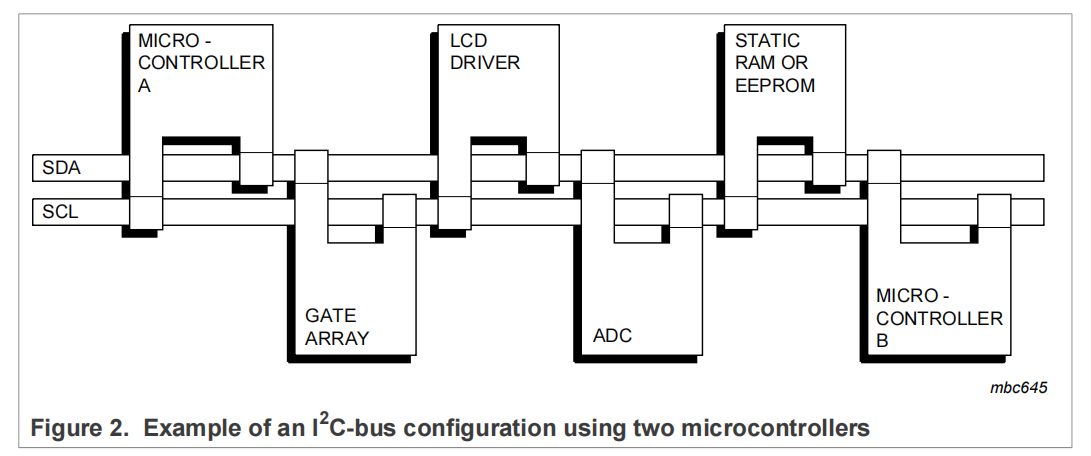 MICRO -
CONTROLLER
A
LCD
DRIVER
STATIC
RAM OR
EEPROM
SDA
SCL
GATE
ARRAY
ADC
MICRO -
CONTROLLER
B
mbc645
Figure 2. Example of an I²C-bus configuration using two microcontrollers